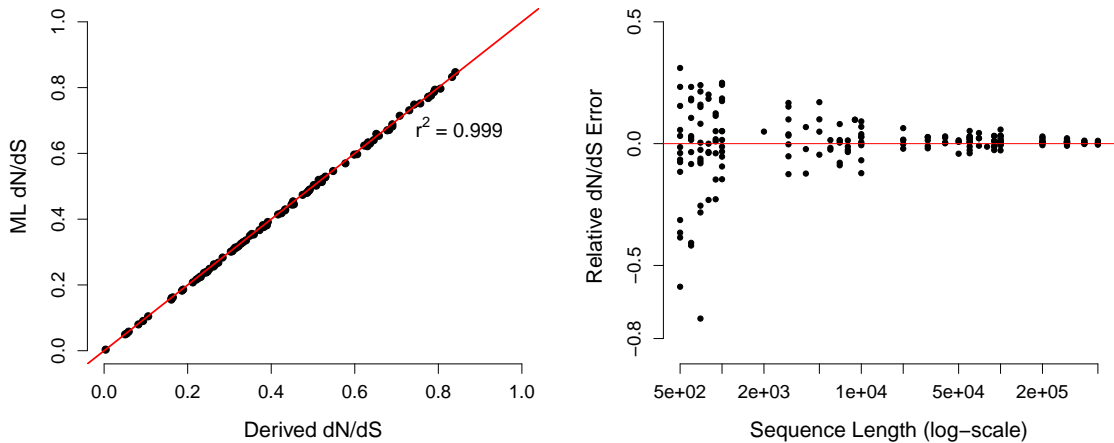 1.0
0.8
0.6
0.4
0.2
0.0
ML dN/dS
r² = 0.999
0.0 0.2 0.4 0.6 0.8 1.0
Derived dN/dS
0.5
0.0
−0.5
−0.8
Relative dN/dS Error
5e+02 2e+03 1e+04 5e+04 2e+05
Sequence Length (log−scale)